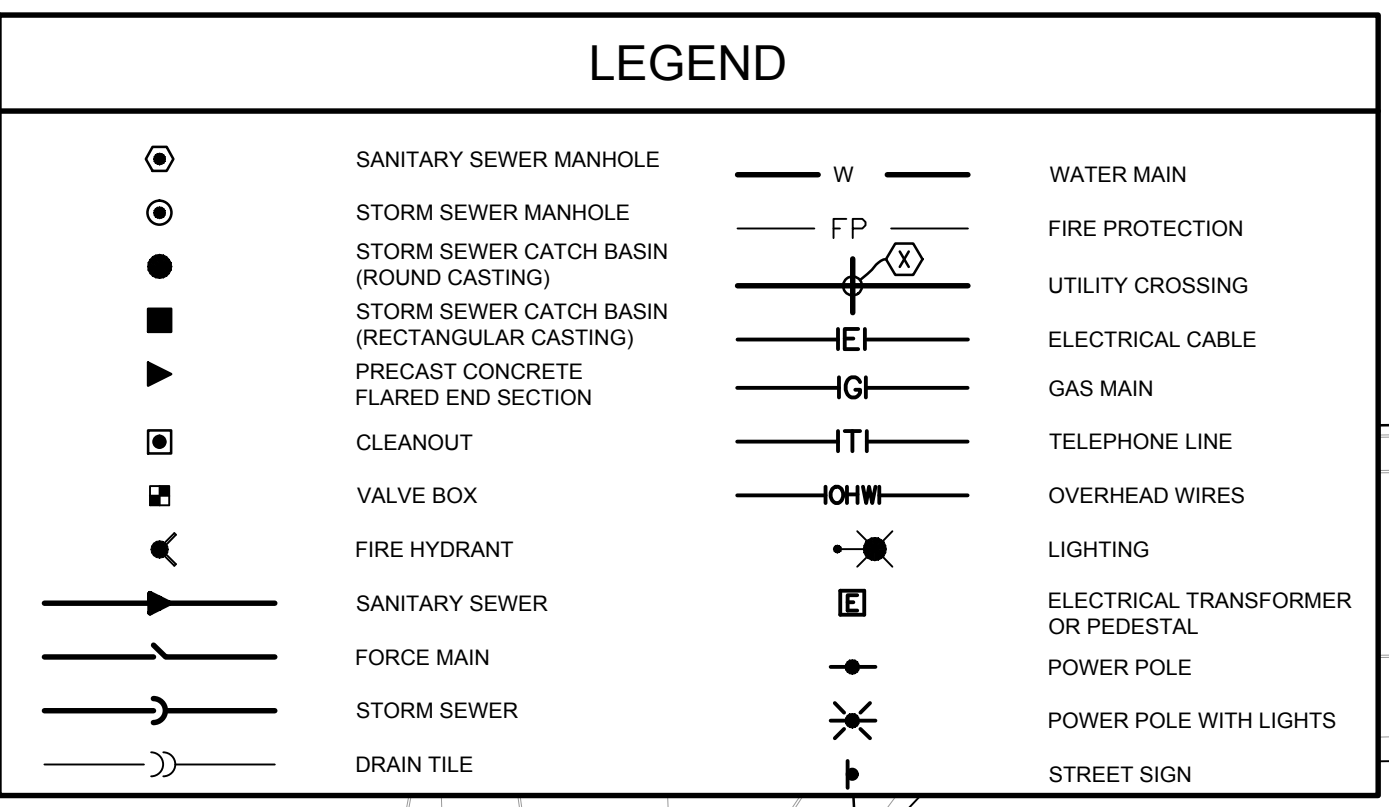 LEGEND
SANITARY SEWER MANHOLE
STORM SEWER MANHOLE
STORM SEWER CATCH BASIN
(ROUND CASTING)
STORM SEWER CATCH BASIN
(RECTANGULAR CASTING)
PRECAST CONCRETE
FLARED END SECTION
CLEANOUT
VALVE BOX
FIRE HYDRANT
SANITARY SEWER
FORCE MAIN
STORM SEWER
DRAIN TILE
W WATER MAIN
FP FIRE PROTECTION
X
UTILITY CROSSING
E ELECTRICAL CABLE
G GAS MAIN
T TELEPHONE LINE
OHW OVERHEAD WIRES
LIGHTING
E ELECTRICAL TRANSFORMER
OR PEDESTAL
POWER POLE
POWER POLE WITH LIGHTS
STREET SIGN